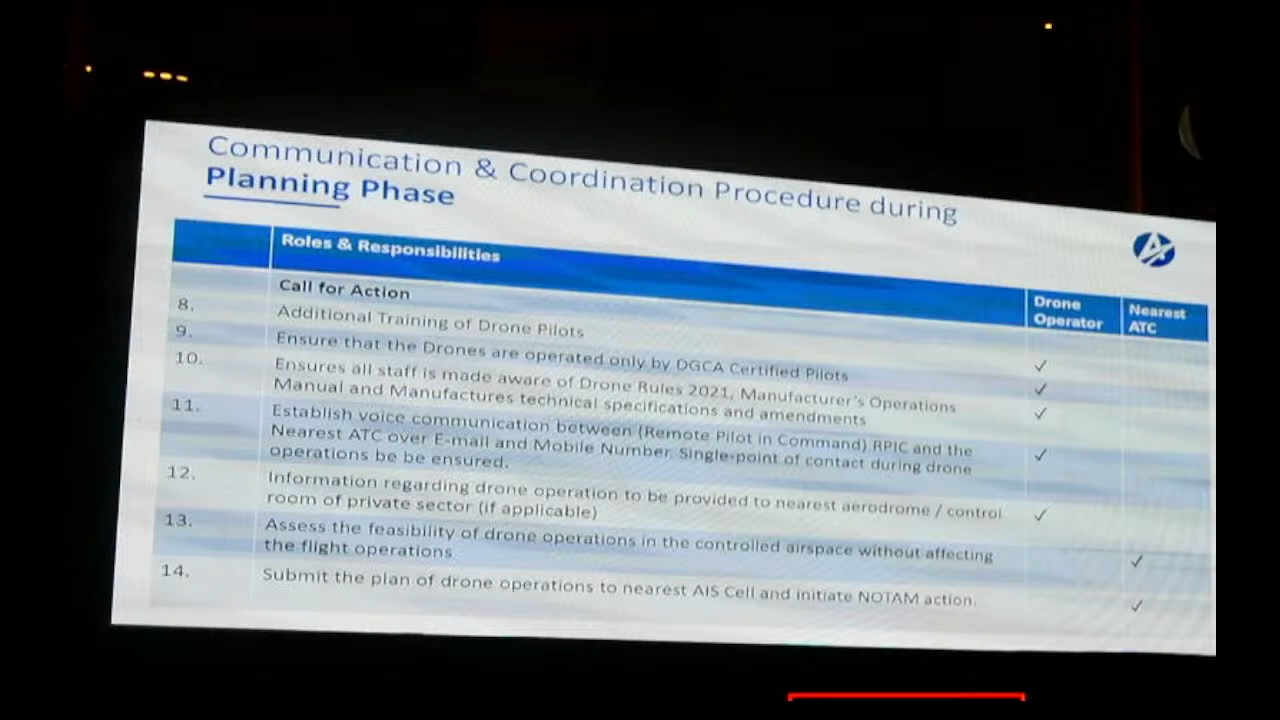 Communication & Coordination Procedure during
Planning Phase
Roles & Responsibilities
Drone
Operator
Nearest
ATC
Call for Action
8.
Additional Training of Drone Pilots
9.
Ensure that the Drones are operated only by DGCA Certified Pilots
✓
10.
Ensures all staff is made aware of Drone Rules 2021, Manufacturer's Operations
Manual and Manufactures technical specifications and amendments
✓
✓
11.
Establish voice communication between (Remote Pilot in Command) RPIC and the
Nearest ATC over E-mail and Mobile Number. Single-point of contact during drone
operations be be ensured.
✓
12.
Information regarding drone operation to be provided to nearest aerodrome / control
room of private sector (if applicable)
✓
13.
Assess the feasibility of drone operations in the controlled airspace without affecting
the flight operations
✓
14.
Submit the plan of drone operations to nearest AIS Cell and initiate NOTAM action.
✓